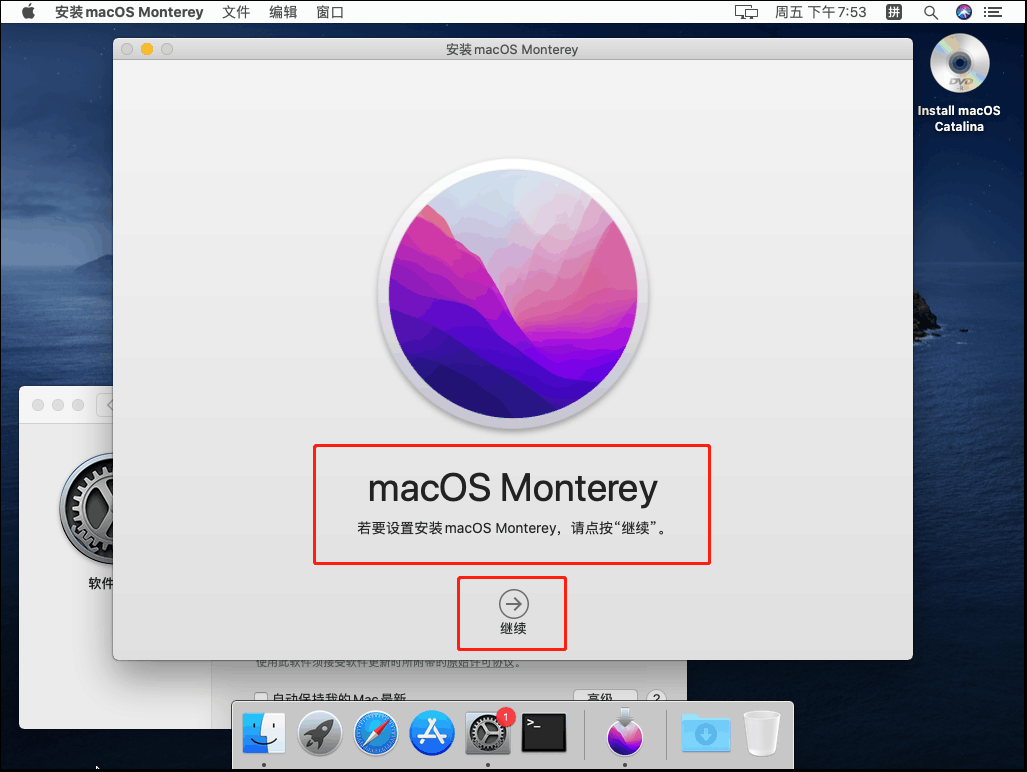 安装macOS Monterey 文件 编辑 窗口 周五 下午7:53 拼
安装macOS Monterey
DVD
Install macOS
Catalina
macOS Monterey
若要设置安装macOS Monterey，请点按“继续”。
继续
软件
使用此软件须接受软件更新时所附带的原始许可协议。
自动保持我的Mac最新 高级 ?
1
>_